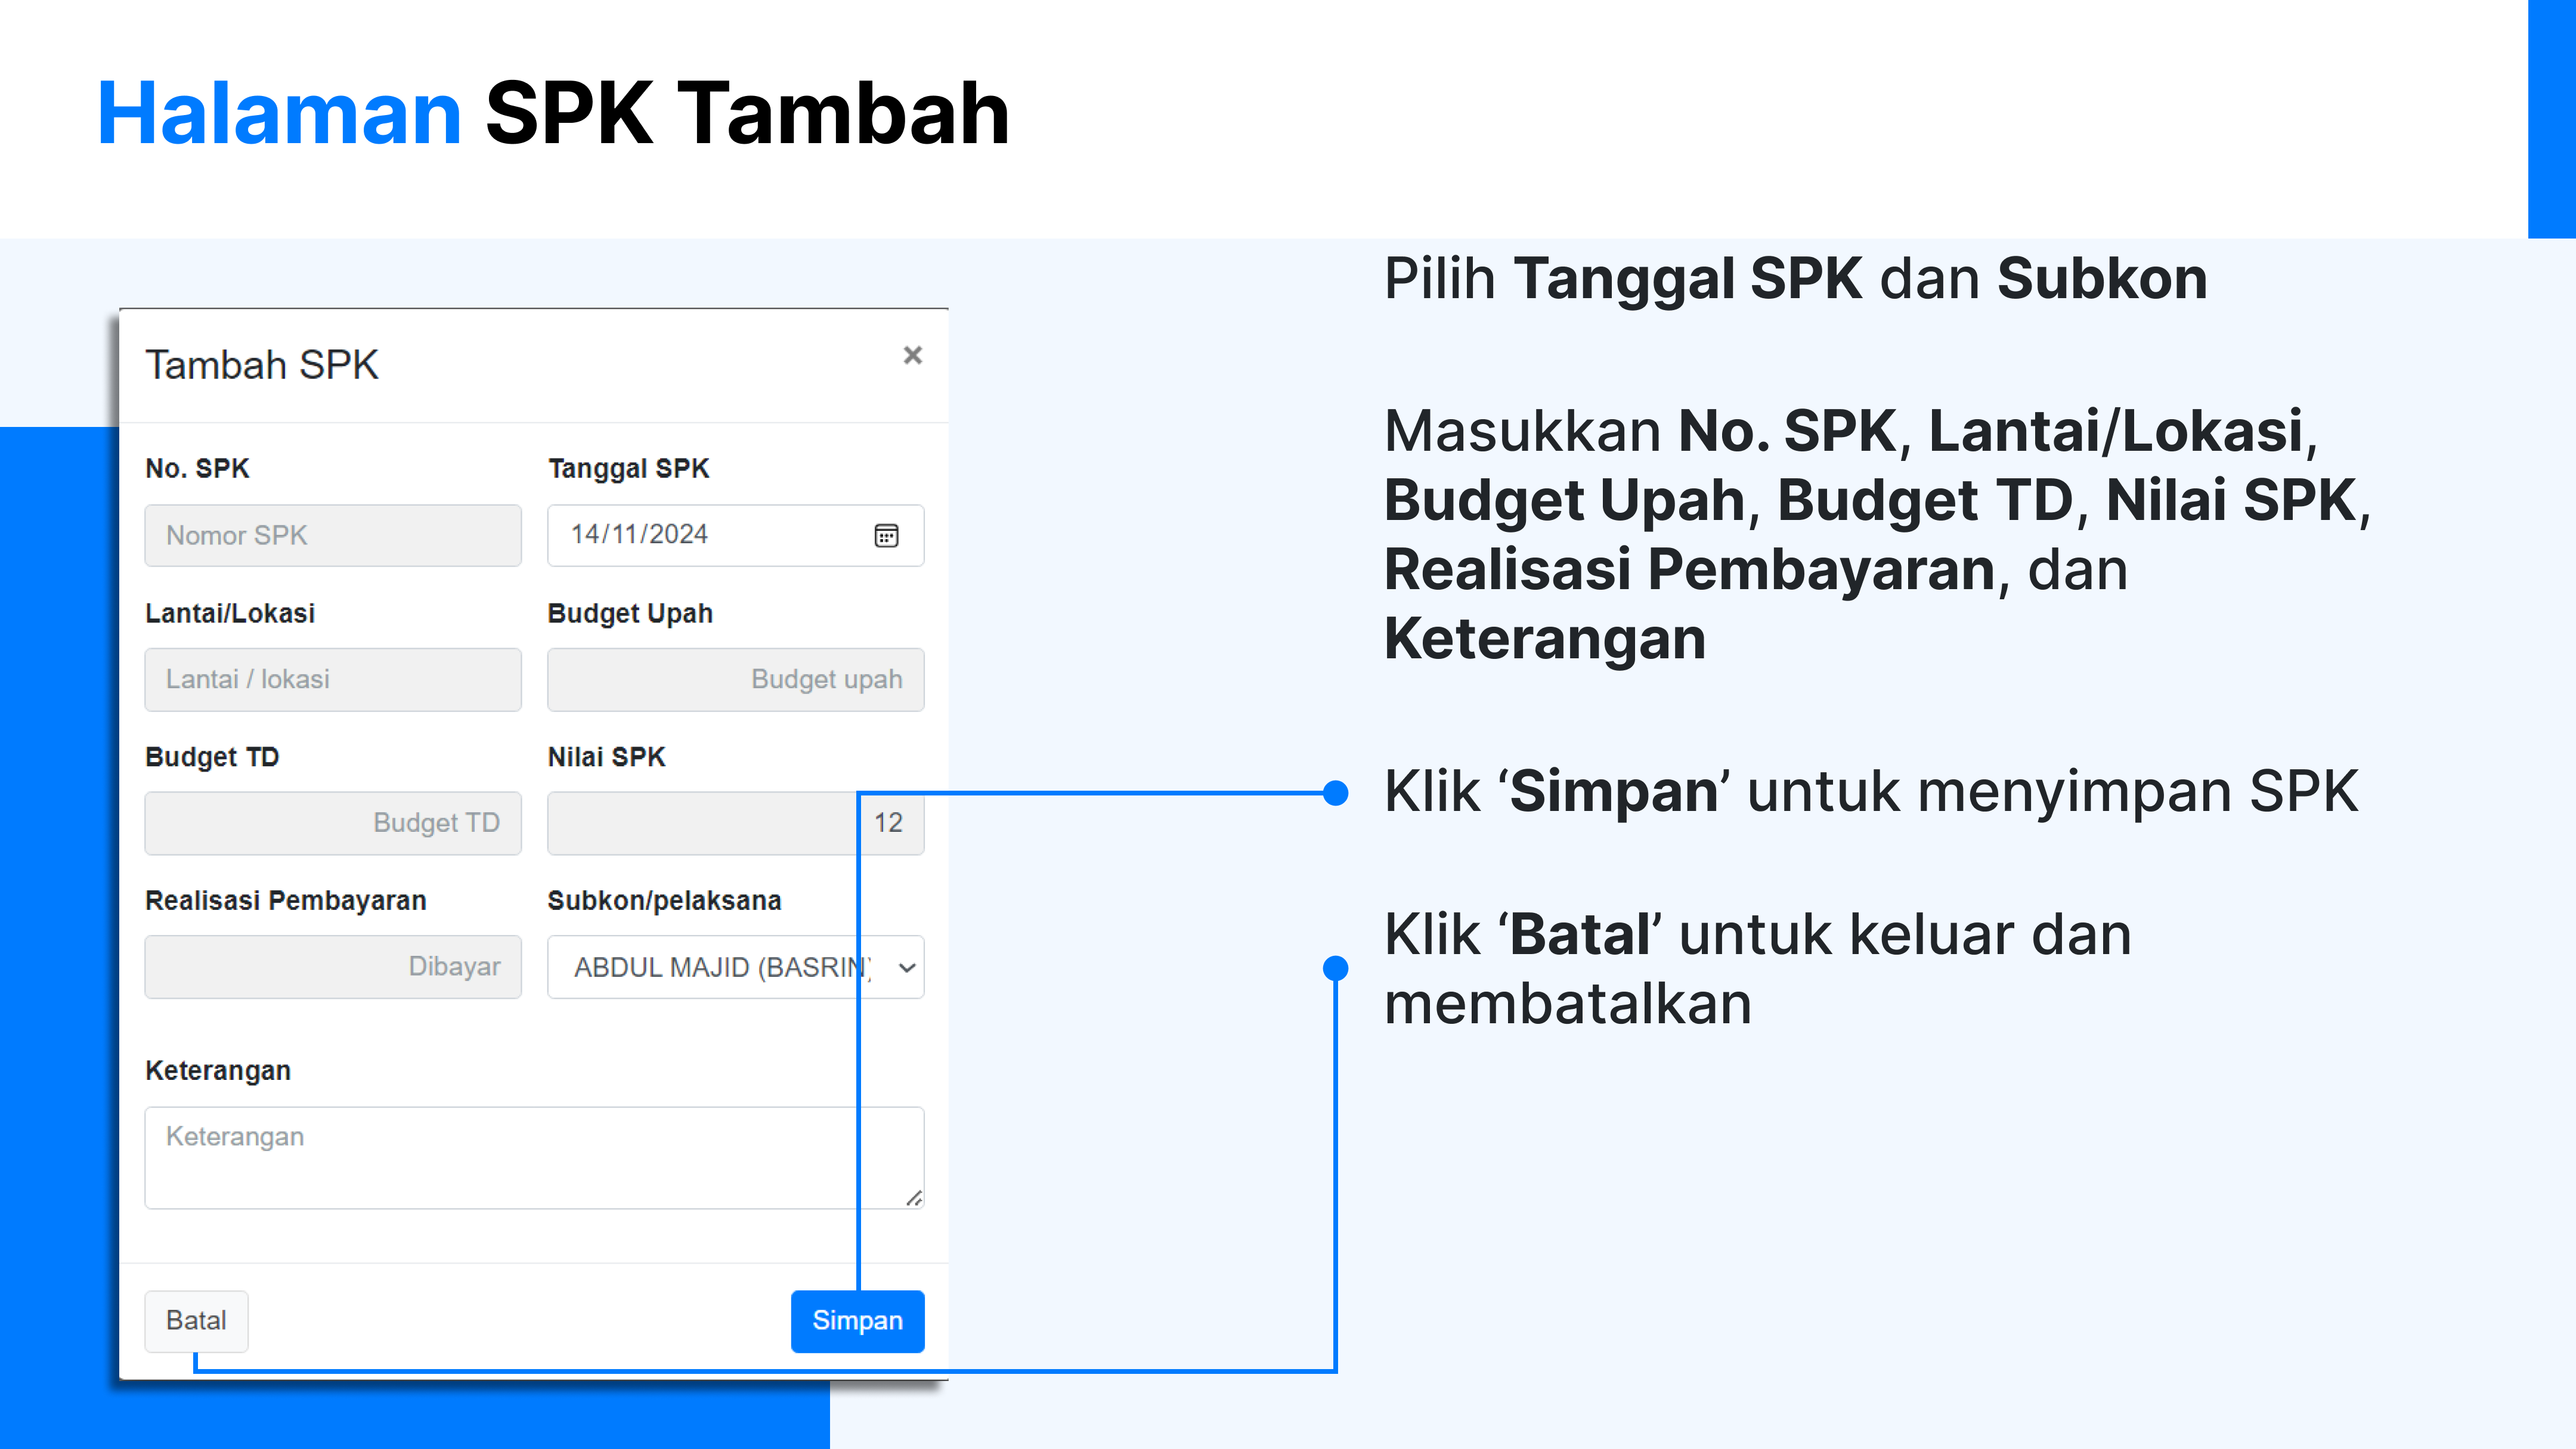 Halaman SPK Tambah
Tambah SPK
×
No. SPK
Tanggal SPK
Nomor SPK
14/11/2024
Lantai/Lokasi
Budget Upah
Lantai / lokasi
Budget upah
Budget TD
Nilai SPK
Budget TD
12
Realisasi Pembayaran
Subkon/pelaksana
Dibayar
ABDUL MAJID (BASRIN)
Keterangan
Keterangan
Batal
Simpan
Pilih Tanggal SPK dan Subkon
Masukkan No. SPK, Lantai/Lokasi,
Budget Upah, Budget TD, Nilai SPK,
Realisasi Pembayaran, dan
Keterangan
Klik ‘Simpan’ untuk menyimpan SPK
Klik ‘Batal’ untuk keluar dan
membatalkan